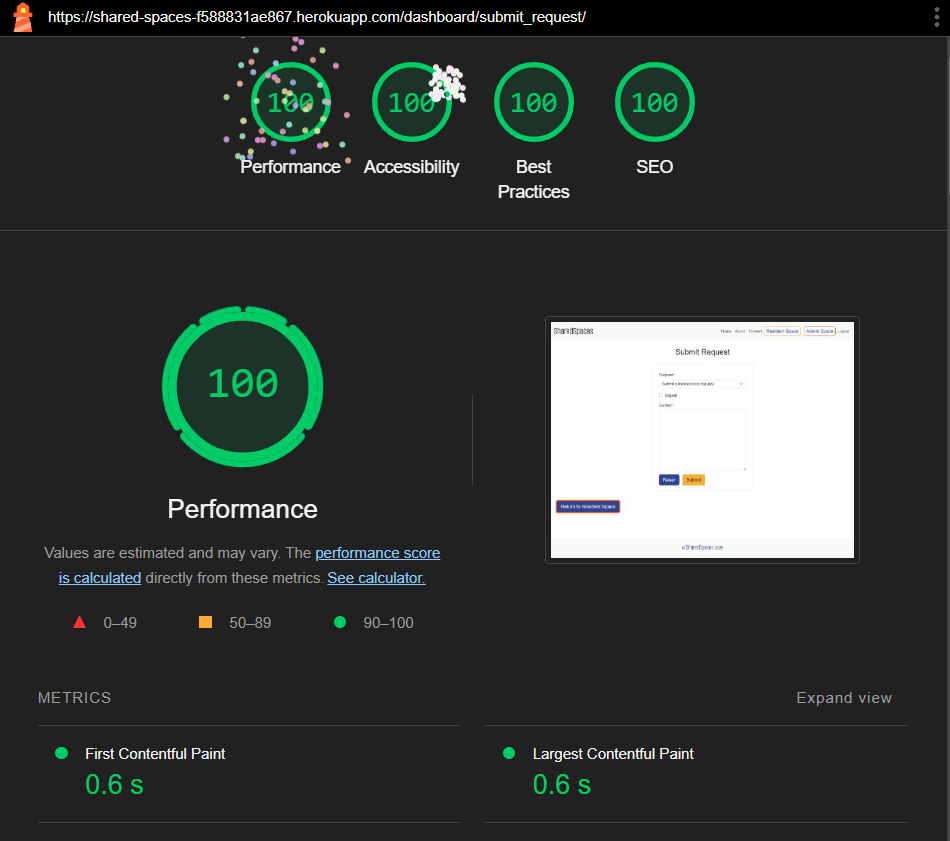 https://shared-spaces-f588831ae867.herokuapp.com/dashboard/submit_request/
100
100
100
100
Performance
Accessibility
Best
Practices
SEO
100
Performance
Values are estimated and may vary. The performance score
is calculated directly from these metrics. See calculator.
0–49
50–89
90–100
SharedSpaces
Home
About
Resident Space
Admin Space
Logout
Submit Request
Purpose*
Submit a maintenance request
Urgent
Content*
Reset
Submit
Return to Resident Space
METRICS
Expand view
First Contentful Paint
0.6 s
Largest Contentful Paint
0.6 s